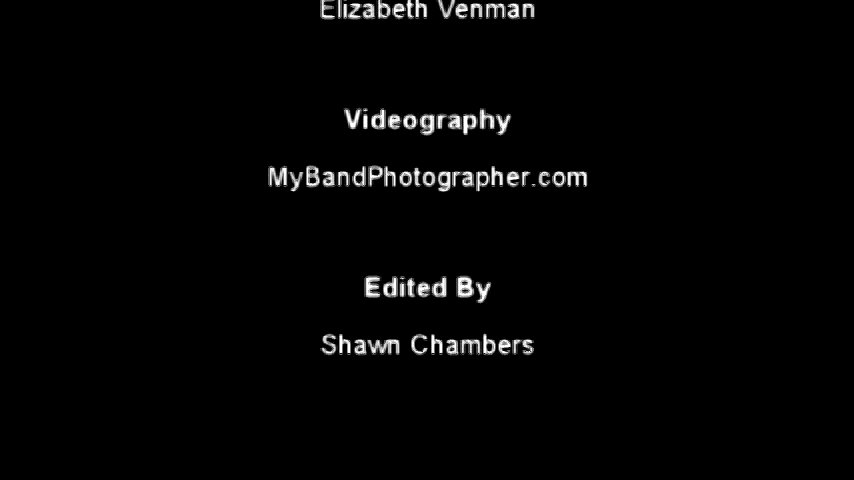 Elizabeth Venman
Videography
MyBandPhotographer.com
Edited By
Shawn Chambers